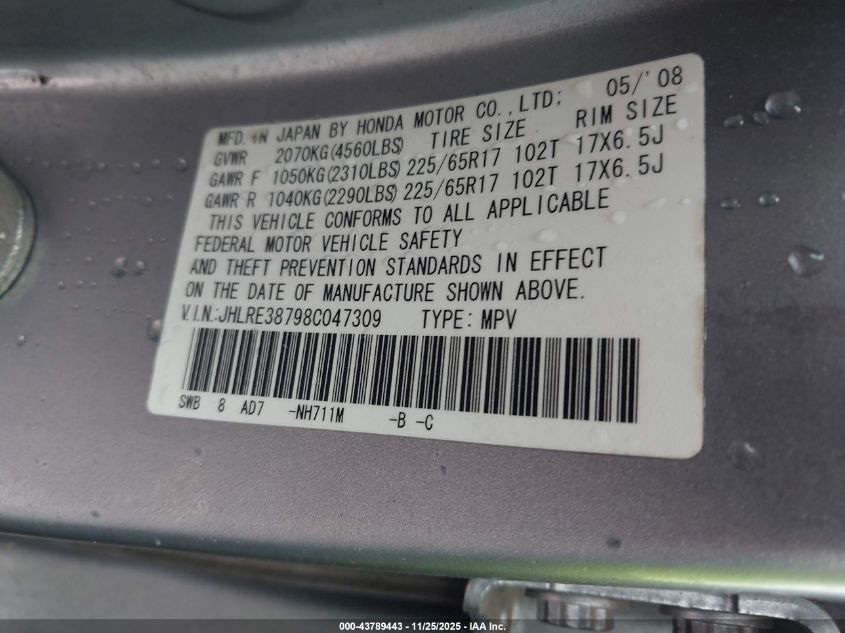 MFD. IN JAPAN BY HONDA MOTOR CO.,LTD; 05/'08
GVWR 2070KG(4560LBS) TIRE SIZE RIM SIZE
GAWR F 1050KG(2310LBS) 225/65R17 102T 17X6.5J
GAWR R 1040KG(2290LBS) 225/65R17 102T 17X6.5J
THIS VEHICLE CONFORMS TO ALL APPLICABLE
FEDERAL MOTOR VEHICLE SAFETY
AND THEFT PREVENTION STANDARDS IN EFFECT
ON THE DATE OF MANUFACTURE SHOWN ABOVE.
V.I.N.:JHLRE38798C047309 TYPE: MPV
SWB 8 AD7 -NH711M -B -C
000-43789443 - 11/25/2025 - IAA Inc.